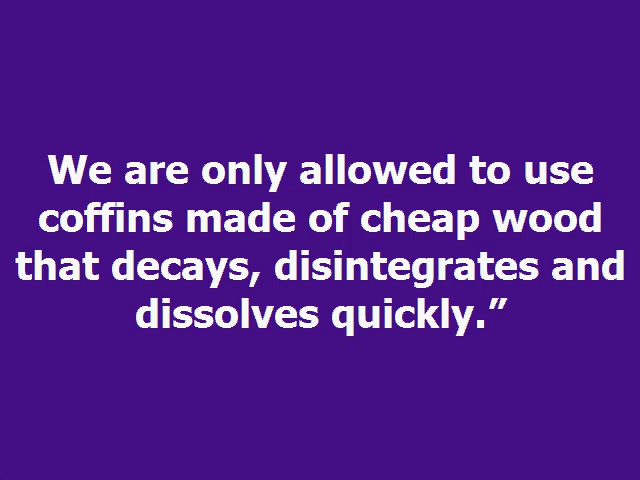 We are only allowed to use
coffins made of cheap wood
that decays, disintegrates and
dissolves quickly.”